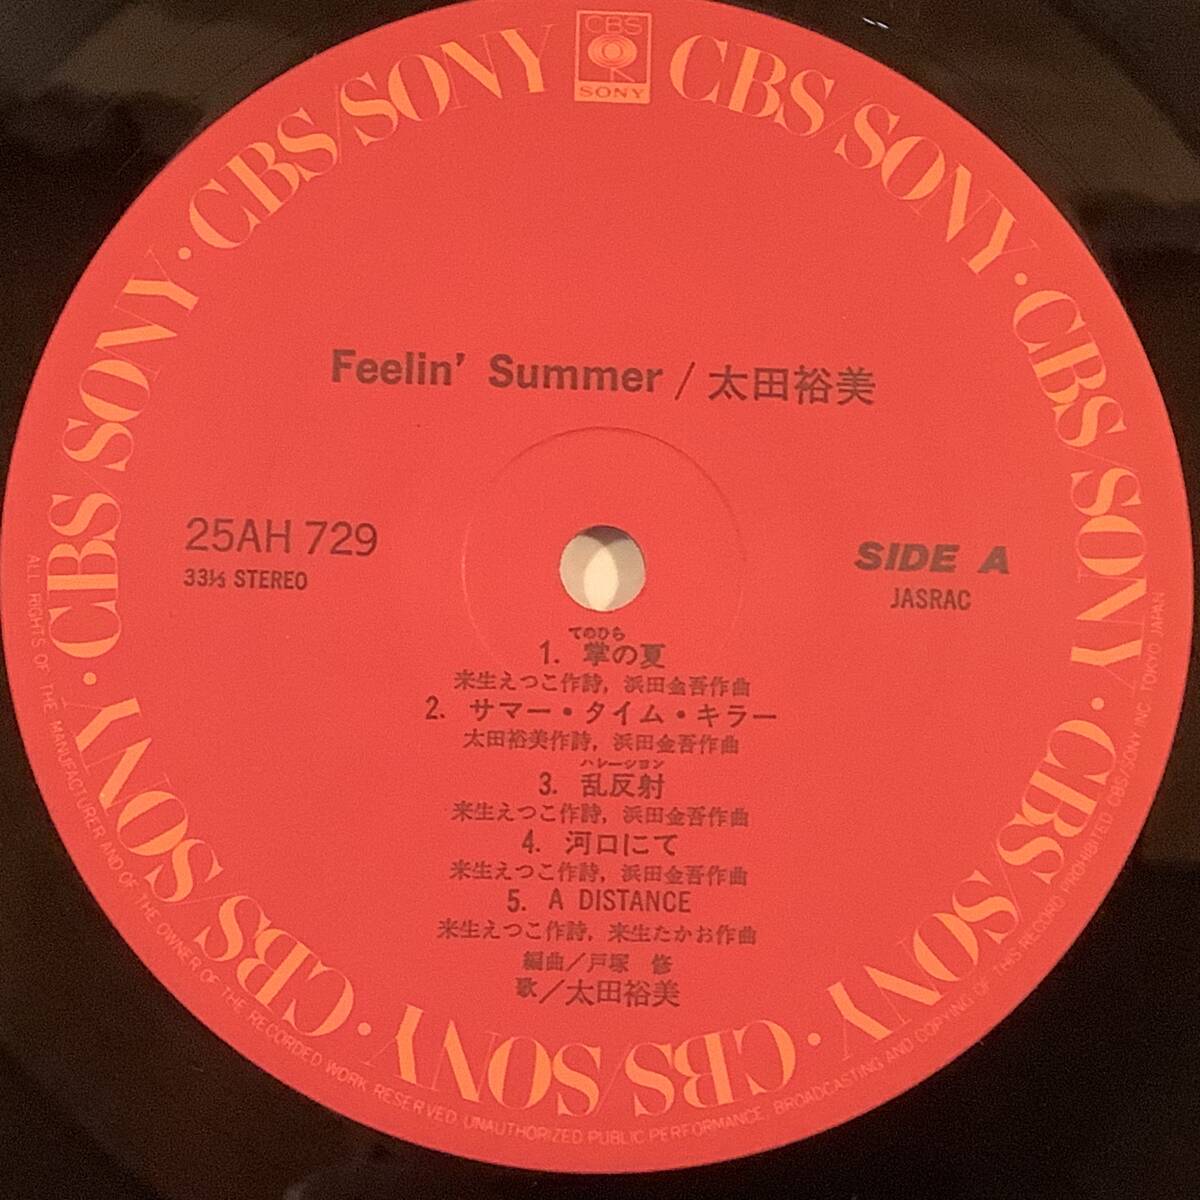 CBS
SONY
CBS/SONY · CBS/SONY · CBS/SONY · CBS/SONY · CBS/SONY · CBS/SONY · CBS/SONY · CBS/SONY
Feelin' Summer / 太田裕美
25AH 729
33⅓ STEREO
SIDE A
JASRAC
てのひら
1. 掌の夏
来生えつこ作詩, 浜田金吾作曲
2. サマー・タイム・キラー
太田裕美作詩, 浜田金吾作曲
ハレーション
3. 乱反射
来生えつこ作詩, 浜田金吾作曲
4. 河口にて
来生えつこ作詩, 浜田金吾作曲
5. A DISTANCE
来生えつこ作詩, 来生たかお作曲
編曲／戸塚 修
歌／太田裕美
ALL RIGHTS OF THE MANUFACTURER AND OF THE OWNER OF THE RECORDED WORK RESERVED. UNAUTHORIZED PUBLIC PERFORMANCE BROADCASTING AND COPYING OF THIS RECORD PROHIBITED CBS/SONY INC. TOKYO JAPAN